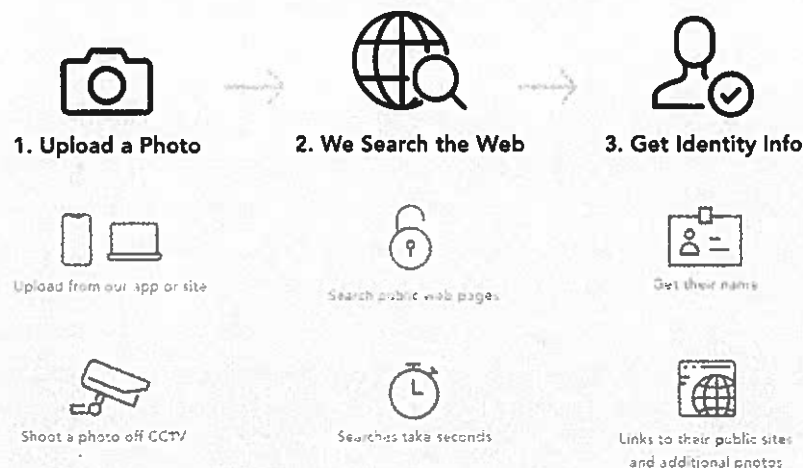 1. Upload a Photo
2. We Search the Web
3. Get Identity Info
Upload from our app or site
Search public web pages
Get their name
Shoot a photo off CCTV
Searches take seconds
Links to their public sites
and additional photos